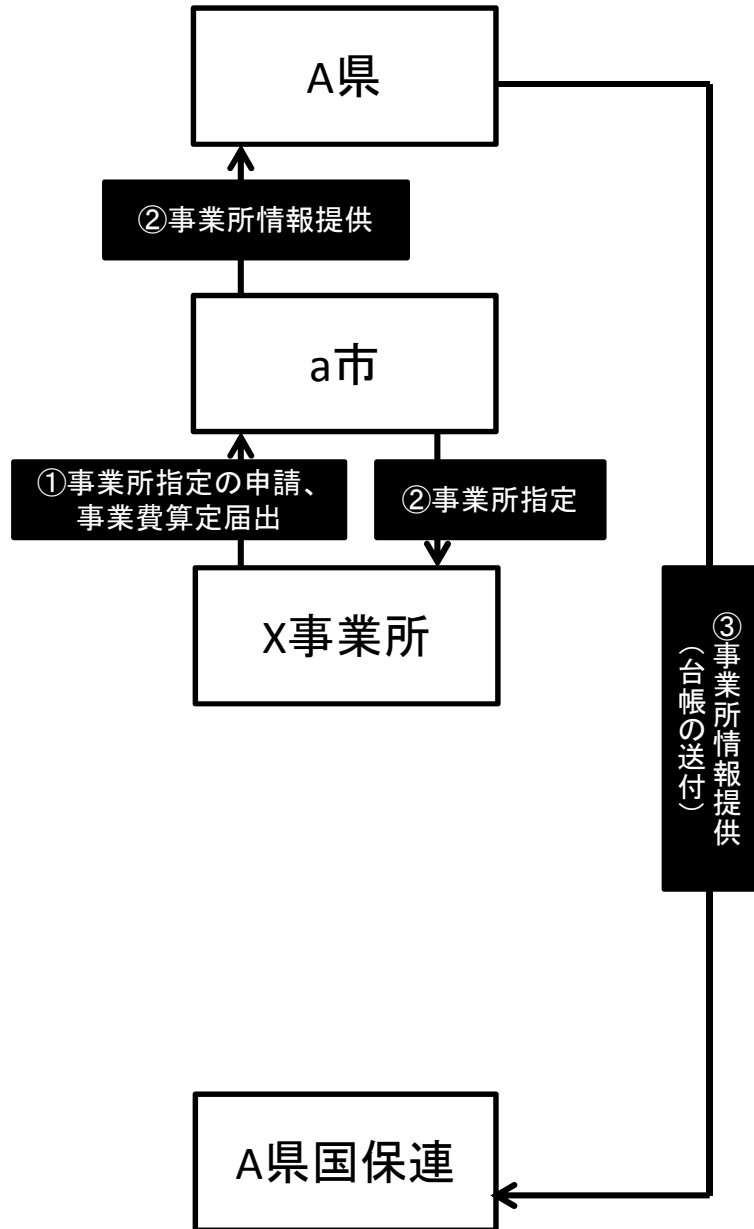 A県
②事業所情報提供
a市
①事業所指定の申請、
事業費算定届出
②事業所指定
X事業所
③事業所情報提供
（台帳の送付）
A県国保連